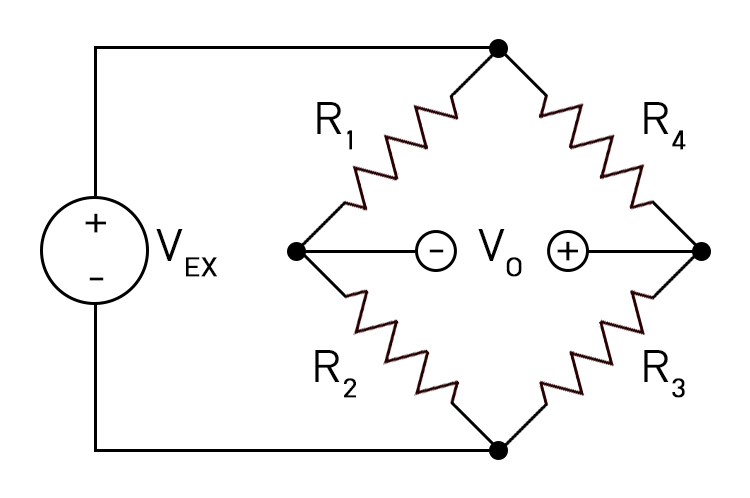 R1
R4
+
-
VEX
-
VO
+
R2
R3